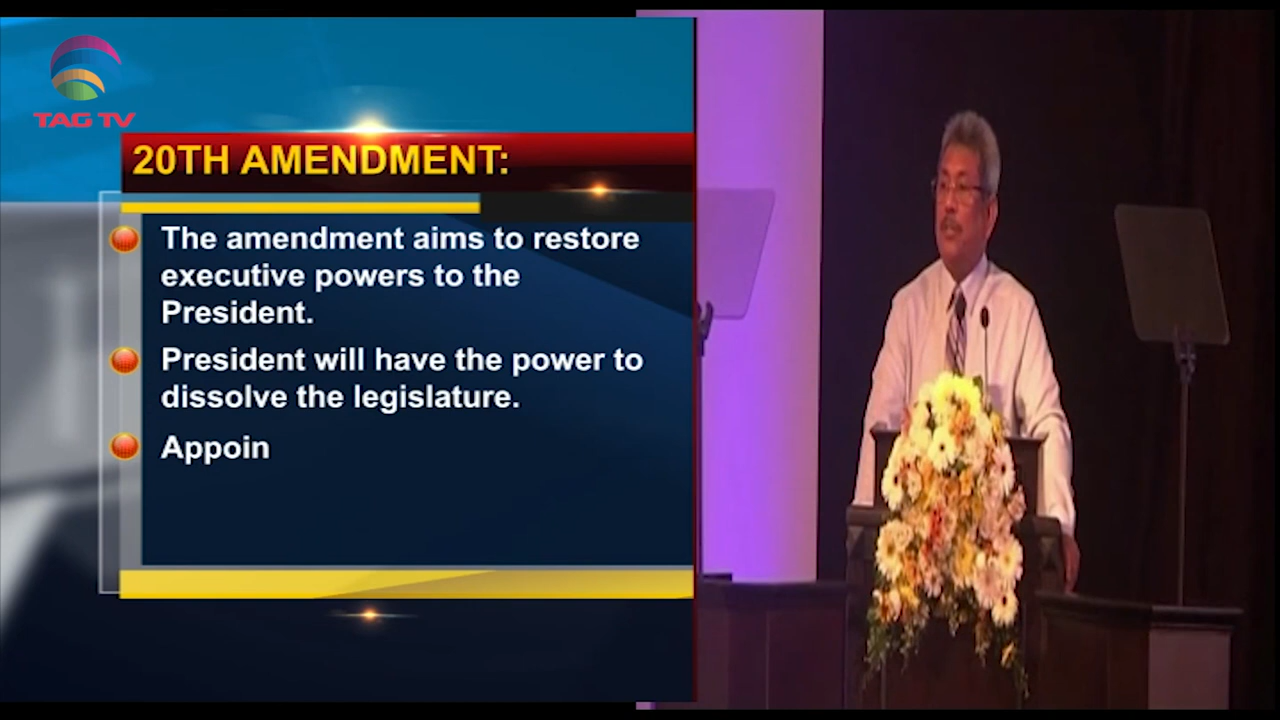 TAG TV
20TH AMENDMENT:
The amendment aims to restore
executive powers to the
President.
President will have the power to
dissolve the legislature.
Appoin